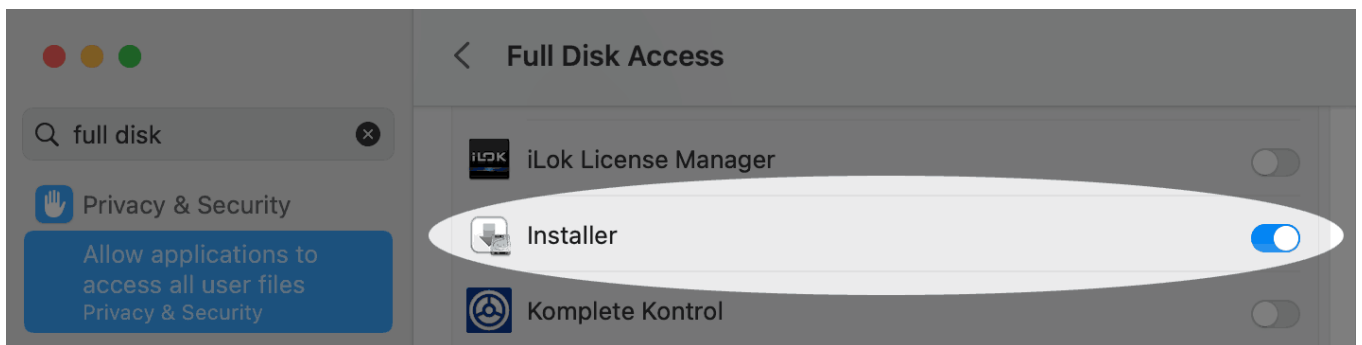 Full Disk Access
full disk
Privacy & Security
Allow applications to
access all user files
Privacy & Security
iLOK
iLok License Manager
Installer
Komplete Kontrol